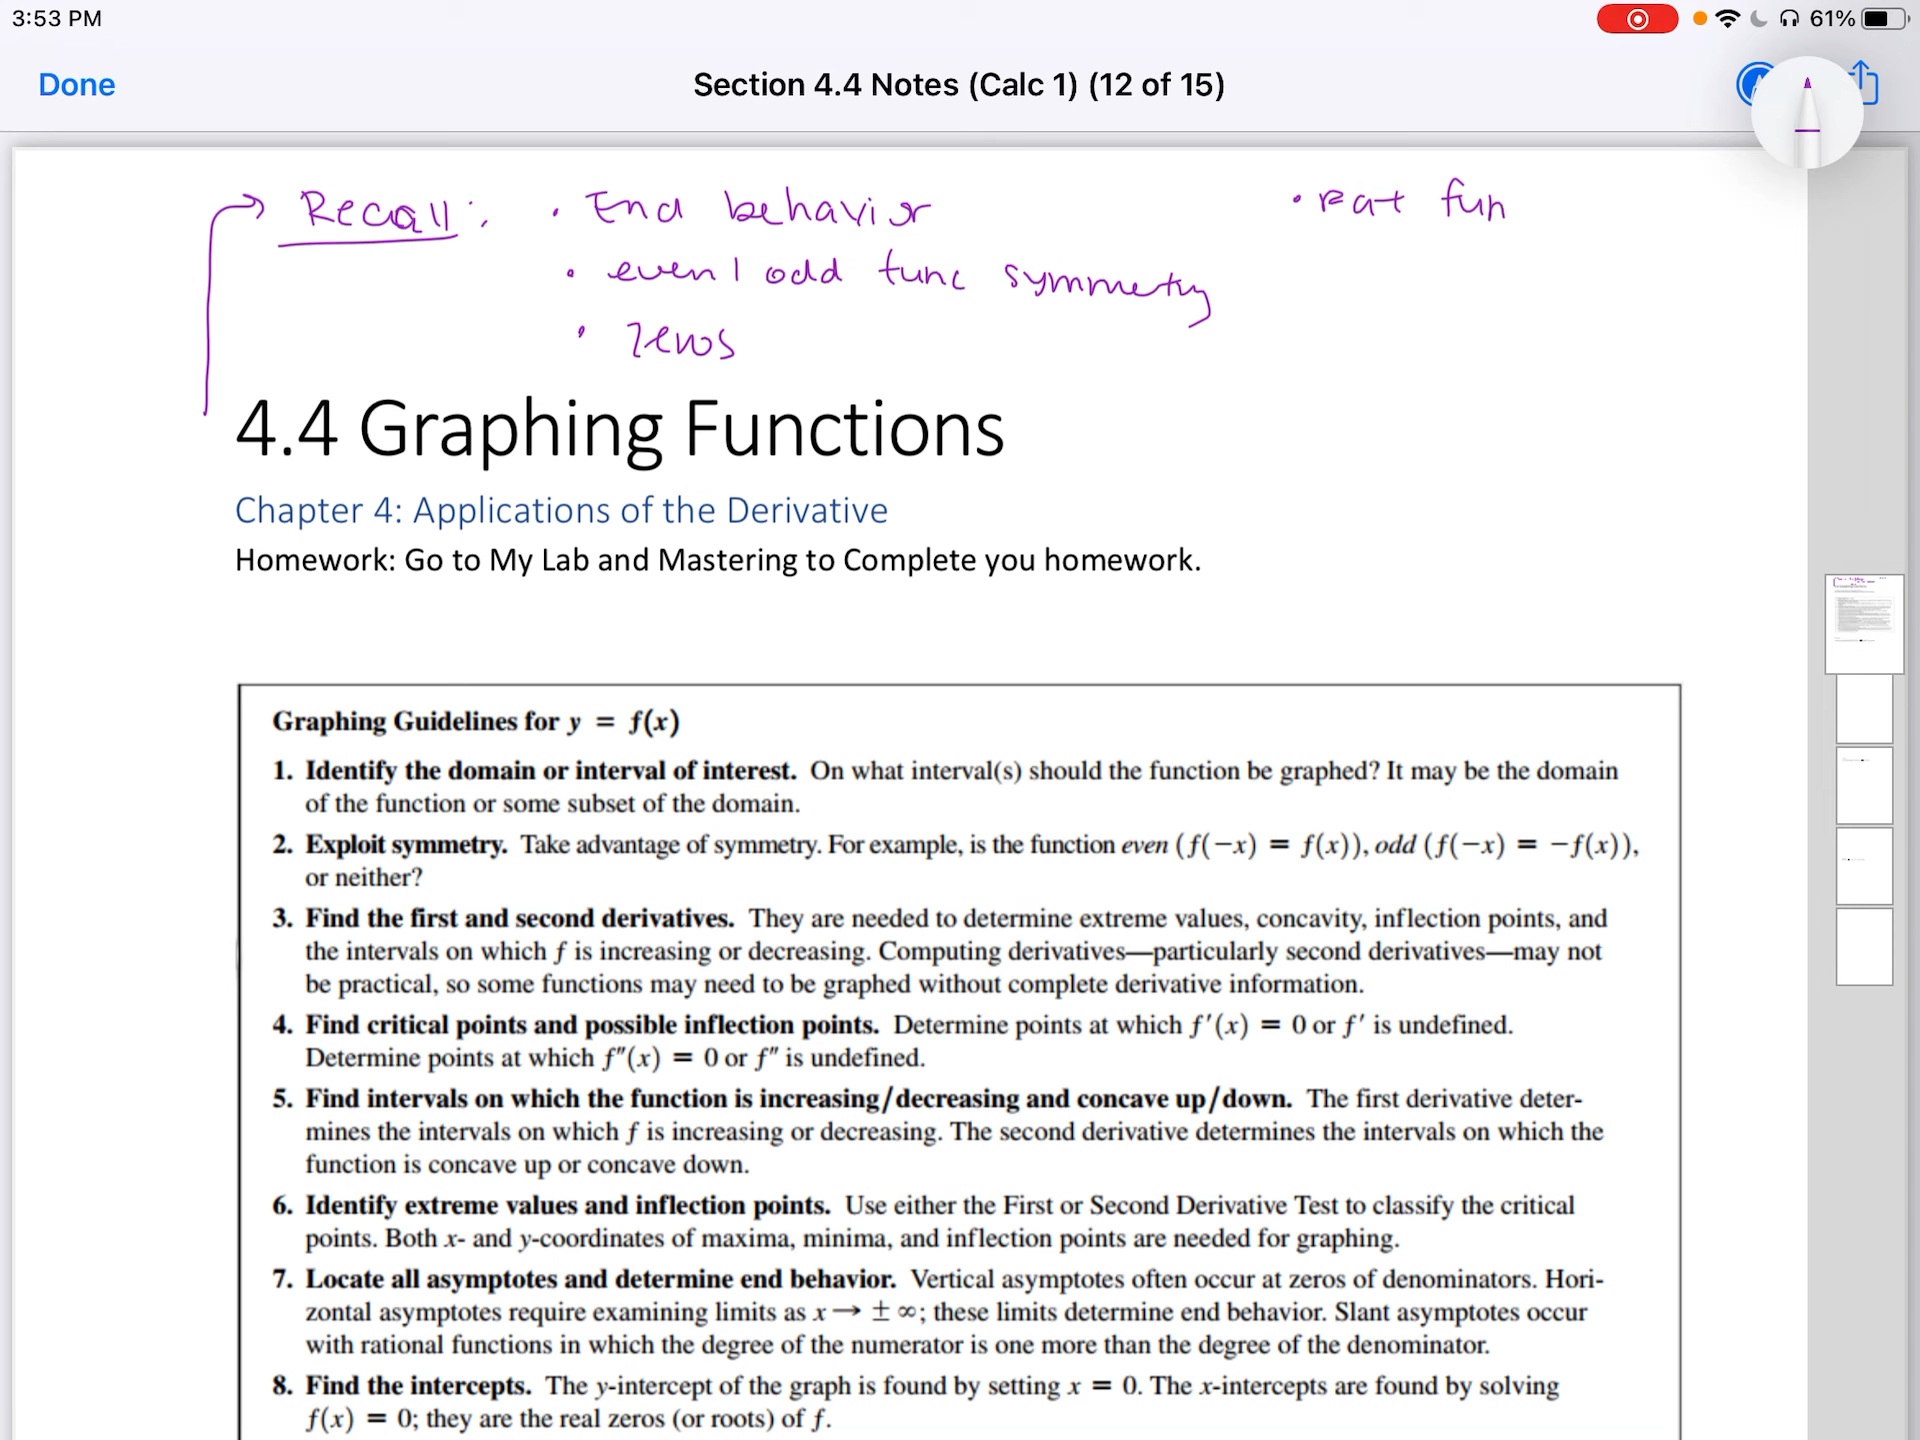 3:53 PM
61%
Done
Section 4.4 Notes (Calc 1) (12 of 15)
Recall: • End behavior • Rat fun
• even / odd func symmetry
• zeros
4.4 Graphing Functions
Chapter 4: Applications of the Derivative
Homework: Go to My Lab and Mastering to Complete you homework.
Graphing Guidelines for y = f(x)
1. Identify the domain or interval of interest. On what interval(s) should the function be graphed? It may be the domain
of the function or some subset of the domain.
2. Exploit symmetry. Take advantage of symmetry. For example, is the function even (f(−x) = f(x)), odd (f(−x) = −f(x)),
or neither?
3. Find the first and second derivatives. They are needed to determine extreme values, concavity, inflection points, and
the intervals on which f is increasing or decreasing. Computing derivatives—particularly second derivatives—may not
be practical, so some functions may need to be graphed without complete derivative information.
4. Find critical points and possible inflection points. Determine points at which f′(x) = 0 or f′ is undefined.
Determine points at which f″(x) = 0 or f″ is undefined.
5. Find intervals on which the function is increasing/decreasing and concave up/down. The first derivative deter-
mines the intervals on which f is increasing or decreasing. The second derivative determines the intervals on which the
function is concave up or concave down.
6. Identify extreme values and inflection points. Use either the First or Second Derivative Test to classify the critical
points. Both x- and y-coordinates of maxima, minima, and inflection points are needed for graphing.
7. Locate all asymptotes and determine end behavior. Vertical asymptotes often occur at zeros of denominators. Hori-
zontal asymptotes require examining limits as x → ±∞; these limits determine end behavior. Slant asymptotes occur
with rational functions in which the degree of the numerator is one more than the degree of the denominator.
8. Find the intercepts. The y-intercept of the graph is found by setting x = 0. The x-intercepts are found by solving
f(x) = 0; they are the real zeros (or roots) of f.